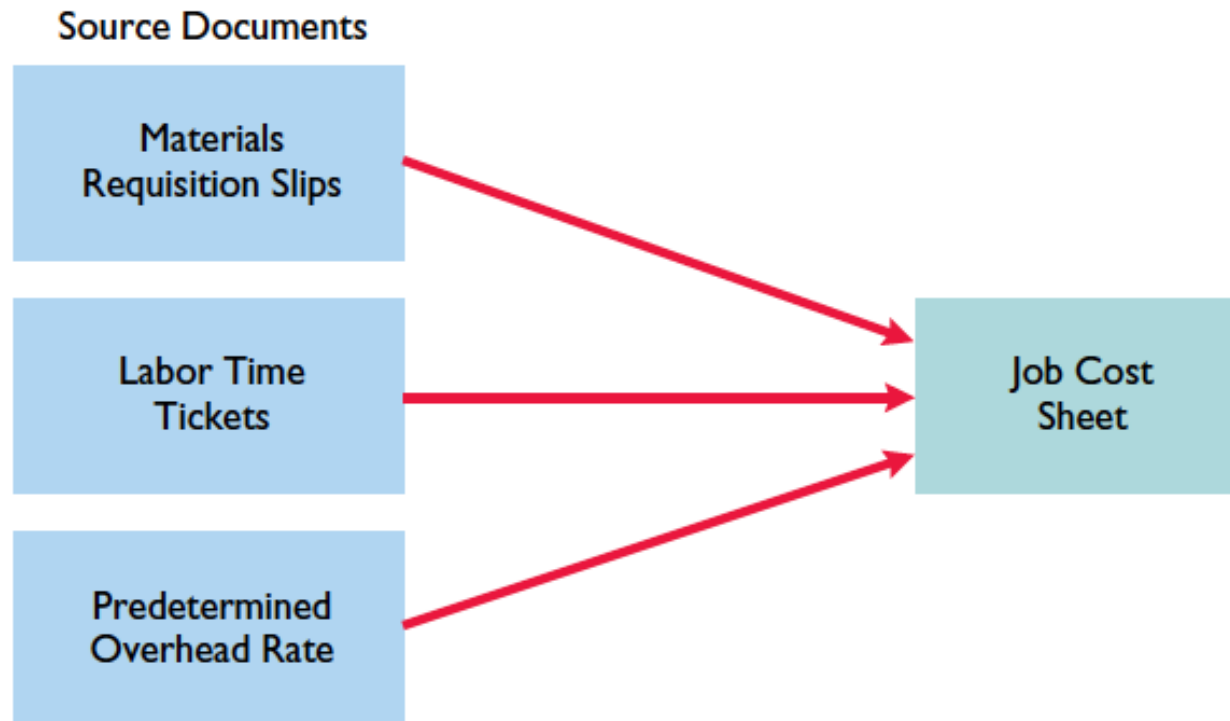 Source Documents
Materials
Requisition Slips
Labor Time
Tickets
Job Cost
Sheet
Predetermined
Overhead Rate